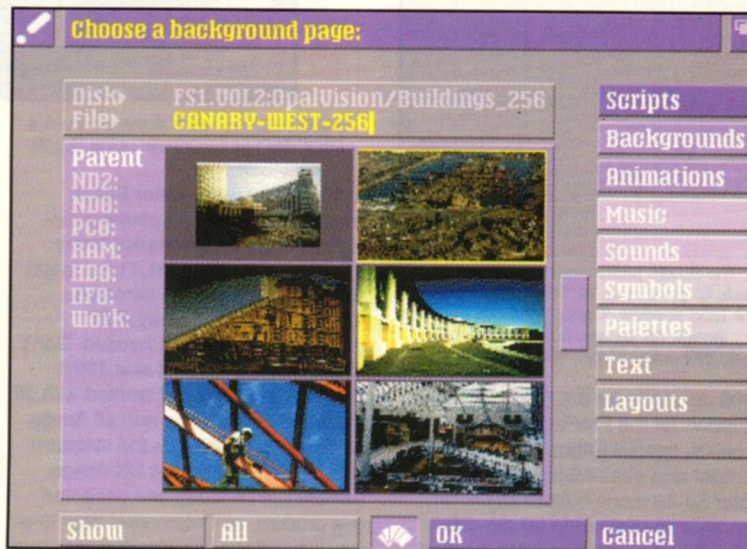 Choose a background page:
Disk▸ FS1.VOL2:OpalVision/Buildings_256
File▸ CANARY-WEST-256
Parent
ND2:
ND0:
PC0:
RAM:
HD0:
DF0:
Work:
Scripts
Backgrounds
Animations
Music
Sounds
Symbols
Palettes
Text
Layouts
Show
All
OK
Cancel